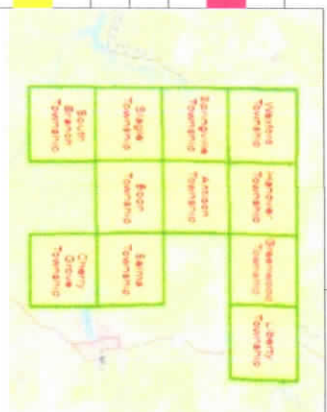 Wexford
Township
Hanover
Township
Greenwood
Township
Liberty
Township
Springville
Township
Antioch
Township
Slagle
Township
Boon
Township
Selma
Township
South
Branch
Township
Cherry
Grove
Township